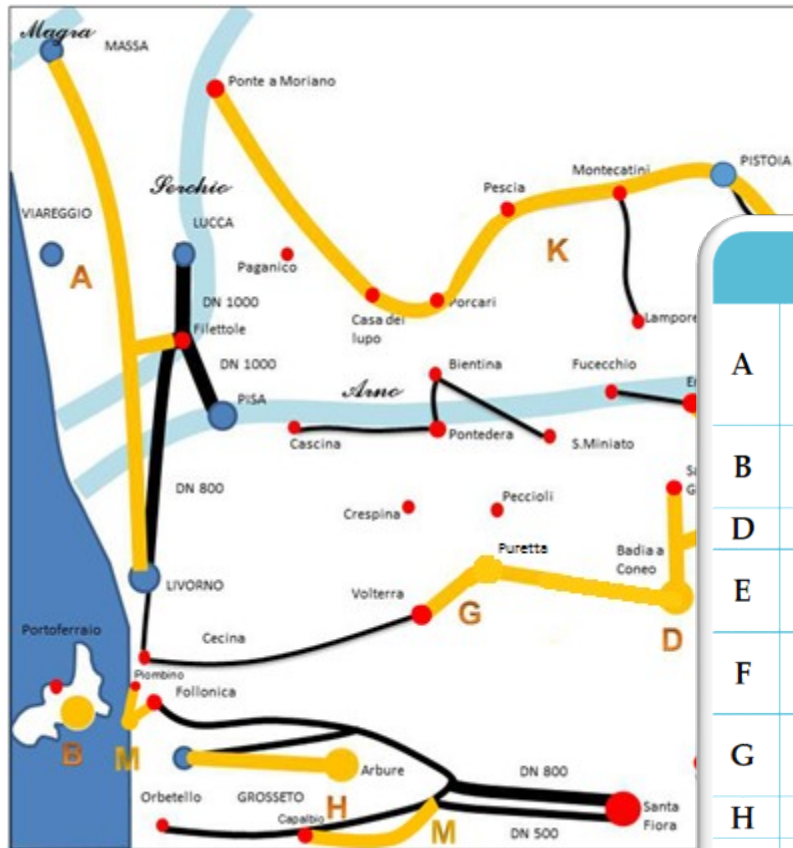 Magra
MASSA
Ponte a Moriano
Serchio
Montecatini
PISTOIA
Pescia
VIAREGGIO
LUCCA
A
Paganico
K
DN 1000
Casa dei
lupo
Porcari
Filettole
Lampore
DN 1000
Bientina
Fucecchio
Arno
PISA
Cascina
Pontedera
S.Miniato
DN 800
Crespina
Peccioli
Puretta
Badia a
Coneo
LIVORNO
Volterra
G
D
Cecina
Portoferraio
Piombino
Follonica
B
M
Arbure
DN 800
Orbetello
GROSSETO
H
Capalbio
M
DN 500
Santa
Fiora
A
B
D
E
F
G
H